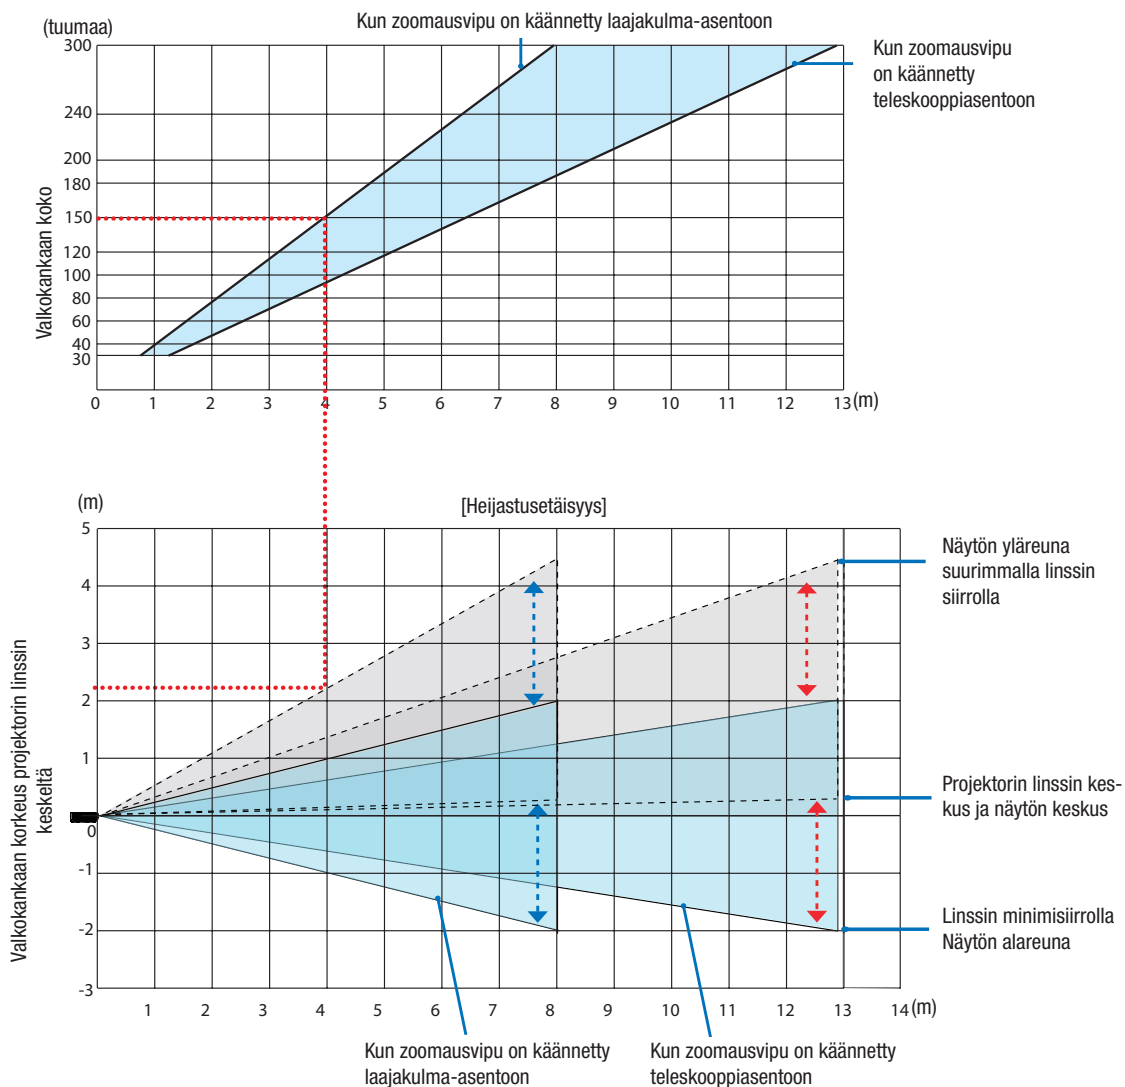 (tuumaa)
Kun zoomausvipu on käännetty laajakulma-asentoon
Kun zoomausvipu
on käännetty
teleskooppiasentoon
Valkokankaan koko
300
240
200
180
150
120
100
80
60
40
30
0 1 2 3 4 5 6 7 8 9 10 11 12 13 (m)
[Heijastusetäisyys]
(m)
Valkokankaan korkeus projektorin linssin
keskeltä
5
4
3
2
1
0
-1
-2
-3
1 2 3 4 5 6 7 8 9 10 11 12 13 14 (m)
Näytön yläreuna
suurimmalla linssin
siirrolla
Projektorin linssin kes-
kus ja näytön keskus
Linssin minimisiirrolla
Näytön alareuna
Kun zoomausvipu on käännetty
laajakulma-asentoon
Kun zoomausvipu on käännetty
teleskooppiasentoon